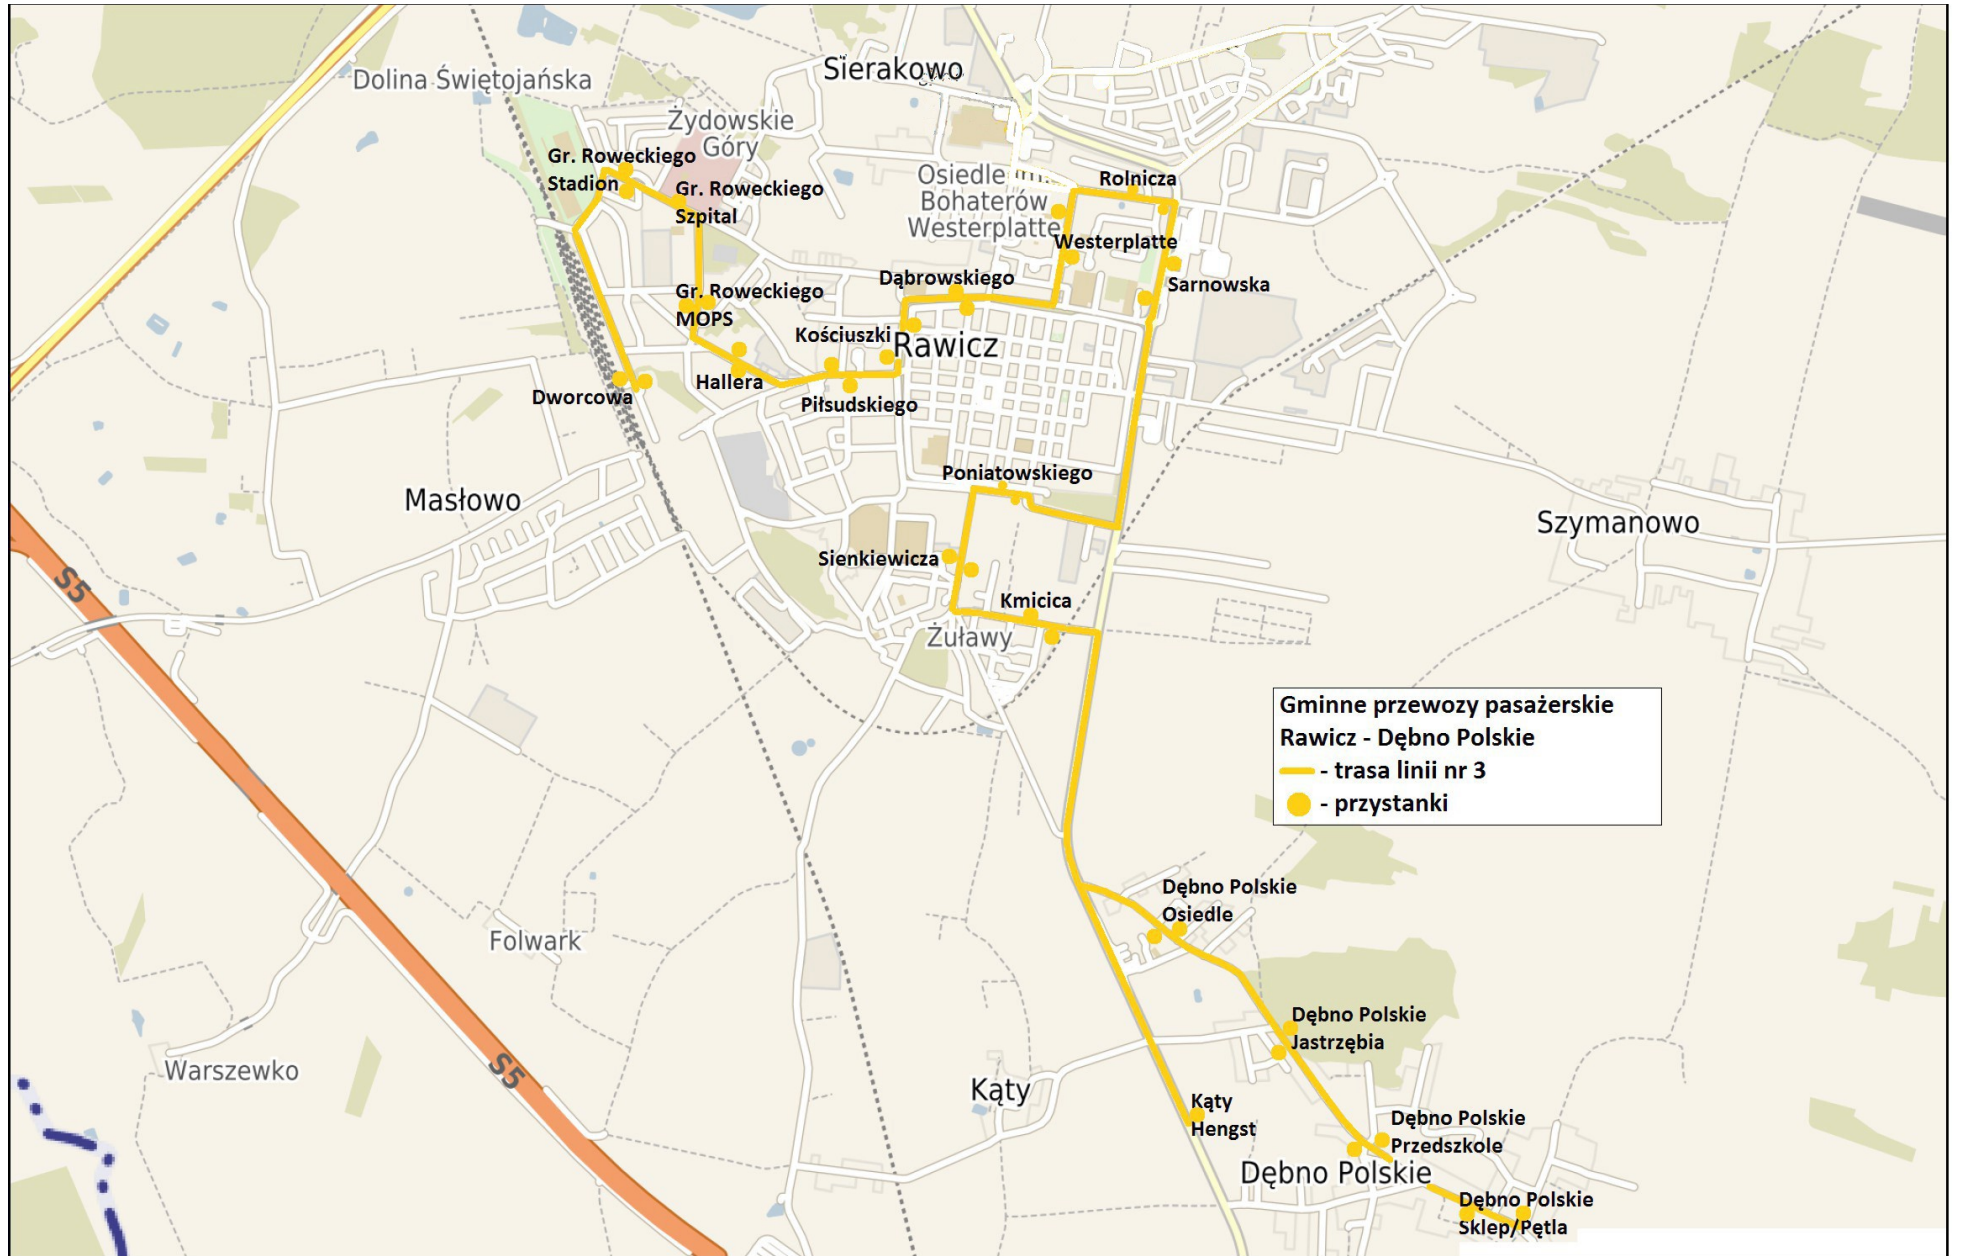 Sierakowo
Dolina Świętojańska
Żydowskie
Góry
Gr. Roweckiego
Stadion
Gr. Roweckiego
Szpital
Osiedle
Bohaterów
Westerplatte
Rolnicza
Westerplatte
Sarnowska
Dąbrowskiego
Gr. Roweckiego
MOPS
Kościuszki
Rawicz
Hallera
Dworcowa
Piłsudskiego
Poniatowskiego
Masłowo
Szymanowo
Sienkiewicza
S5
Kmicica
Żuławy
Gminne przewozy pasażerskie
Rawicz - Dębno Polskie
- trasa linii nr 3
- przystanki
Dębno Polskie
Osiedle
Folwark
Dębno Polskie
Jastrzębia
Warszewko
S5
Kąty
Kąty
Hengst
Dębno Polskie
Przedszkole
Dębno Polskie
Dębno Polskie
Sklep/Pętla